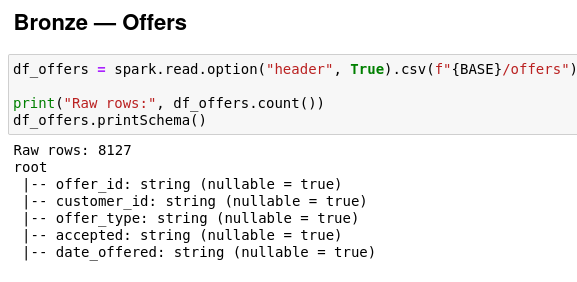 Bronze — Offers
df_offers = spark.read.option("header", True).csv(f"{BASE}/offers")
print("Raw rows:", df_offers.count())
df_offers.printSchema()
Raw rows: 8127
root
 |-- offer_id: string (nullable = true)
 |-- customer_id: string (nullable = true)
 |-- offer_type: string (nullable = true)
 |-- accepted: string (nullable = true)
 |-- date_offered: string (nullable = true)